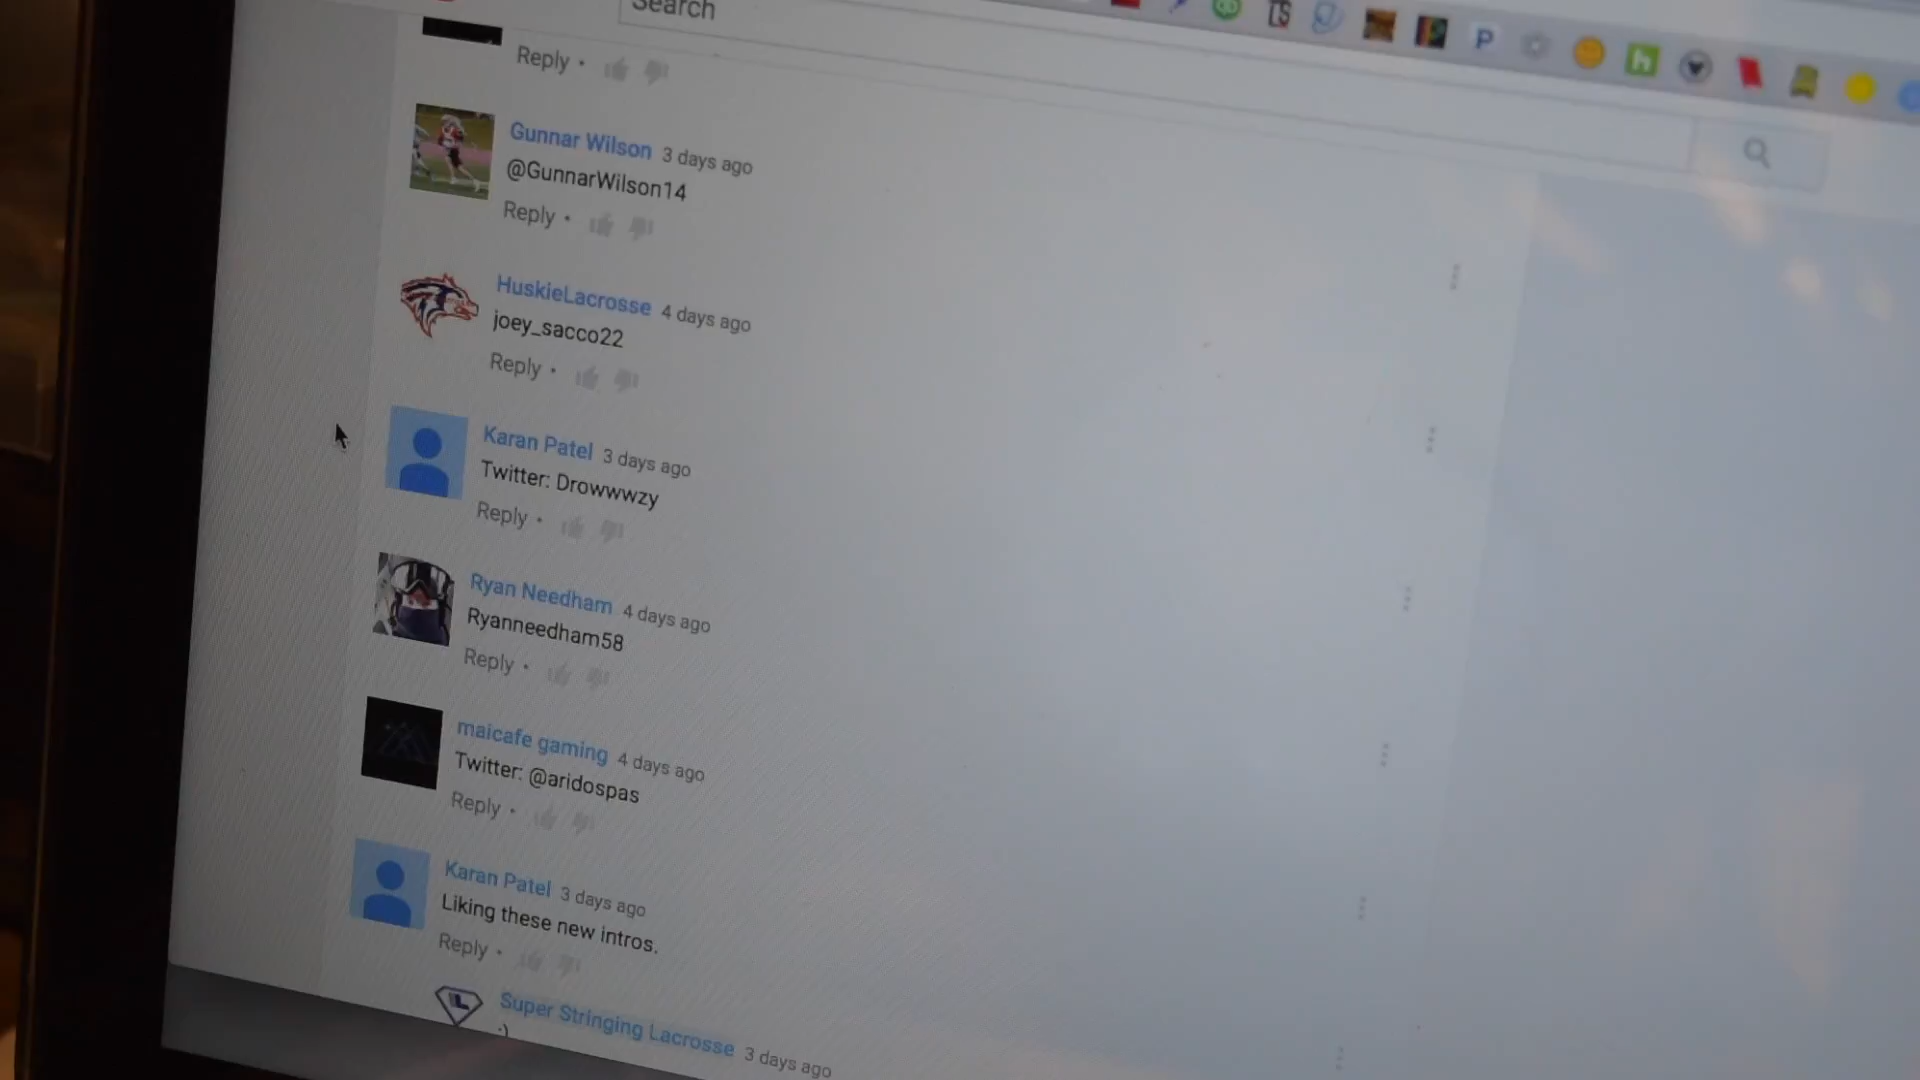 Search
Reply •
Gunnar Wilson 3 days ago
@GunnarWilson14
Reply •
HuskieLacrosse 4 days ago
joey_sacco22
Reply •
Karan Patel 3 days ago
Twitter: Drowwwzy
Reply •
Ryan Needham 4 days ago
Ryanneedham58
Reply •
maicafe gaming 4 days ago
Twitter: @aridospas
Reply •
Karan Patel 3 days ago
Liking these new intros.
Reply •
Super Stringing Lacrosse 3 days ago
:)